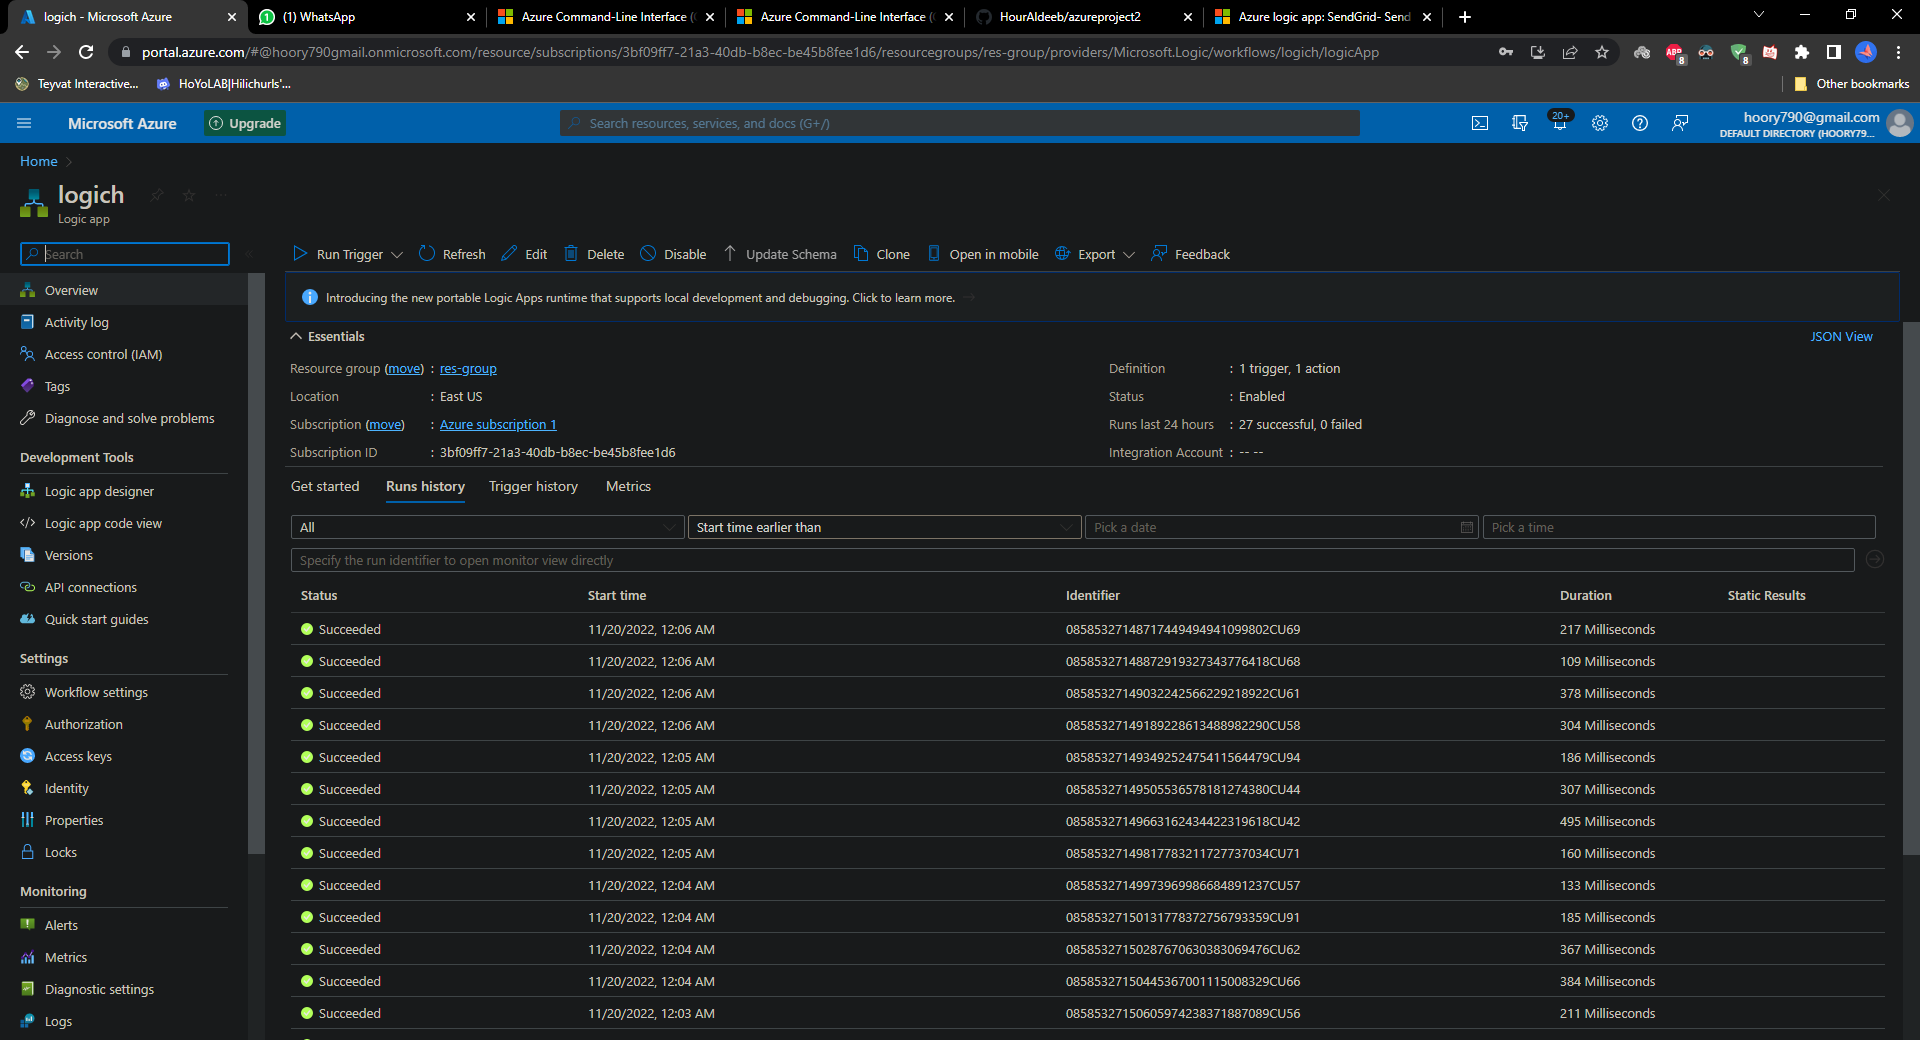 logich - Microsoft Azure
(1) WhatsApp
Azure Command-Line Interface (
Azure Command-Line Interface (
HourAldeeb/azureproject2
Azure logic app: SendGrid- Send
portal.azure.com/#@hoory790gmail.onmicrosoft.com/resource/subscriptions/3bf09ff7-21a3-40db-b8ec-be45b8fee1d6/resourcegroups/res-group/providers/Microsoft.Logic/workflows/logich/logicApp
Teyvat Interactive...
HoYoLAB|Hilichurls'...
Other bookmarks
Microsoft Azure
Upgrade
Search resources, services, and docs (G+/)
20+
hoory790@gmail.com
DEFAULT DIRECTORY (HOORY79...
Home
logich
Logic app
Search
Run Trigger
Refresh
Edit
Delete
Disable
Update Schema
Clone
Open in mobile
Export
Feedback
Overview
Activity log
Access control (IAM)
Tags
Diagnose and solve problems
Development Tools
Logic app designer
Logic app code view
Versions
API connections
Quick start guides
Settings
Workflow settings
Authorization
Access keys
Identity
Properties
Locks
Monitoring
Alerts
Metrics
Diagnostic settings
Logs
Introducing the new portable Logic Apps runtime that supports local development and debugging. Click to learn more.
Essentials
JSON View
Resource group (move) : res-group
Location : East US
Subscription (move) : Azure subscription 1
Subscription ID : 3bf09ff7-21a3-40db-b8ec-be45b8fee1d6
Definition : 1 trigger, 1 action
Status : Enabled
Runs last 24 hours : 27 successful, 0 failed
Integration Account : -- --
Get started
Runs history
Trigger history
Metrics
All
Start time earlier than
Pick a date
Pick a time
Specify the run identifier to open monitor view directly
Status Start time Identifier Duration Static Results
Succeeded 11/20/2022, 12:06 AM 08585327148717449494941099802CU69 217 Milliseconds
Succeeded 11/20/2022, 12:06 AM 08585327148872919327343776418CU68 109 Milliseconds
Succeeded 11/20/2022, 12:06 AM 08585327149032242566229218922CU61 378 Milliseconds
Succeeded 11/20/2022, 12:06 AM 08585327149189228613488982290CU58 304 Milliseconds
Succeeded 11/20/2022, 12:05 AM 08585327149349252475411564479CU94 186 Milliseconds
Succeeded 11/20/2022, 12:05 AM 08585327149505536578181274380CU44 307 Milliseconds
Succeeded 11/20/2022, 12:05 AM 08585327149663162434422319618CU42 495 Milliseconds
Succeeded 11/20/2022, 12:05 AM 08585327149817783211727737034CU71 160 Milliseconds
Succeeded 11/20/2022, 12:04 AM 08585327149973969986684891237CU57 133 Milliseconds
Succeeded 11/20/2022, 12:04 AM 08585327150131778372756793359CU91 185 Milliseconds
Succeeded 11/20/2022, 12:04 AM 08585327150287670630383069476CU62 367 Milliseconds
Succeeded 11/20/2022, 12:04 AM 08585327150445367001115008329CU66 384 Milliseconds
Succeeded 11/20/2022, 12:03 AM 08585327150605974238371887089CU56 211 Milliseconds